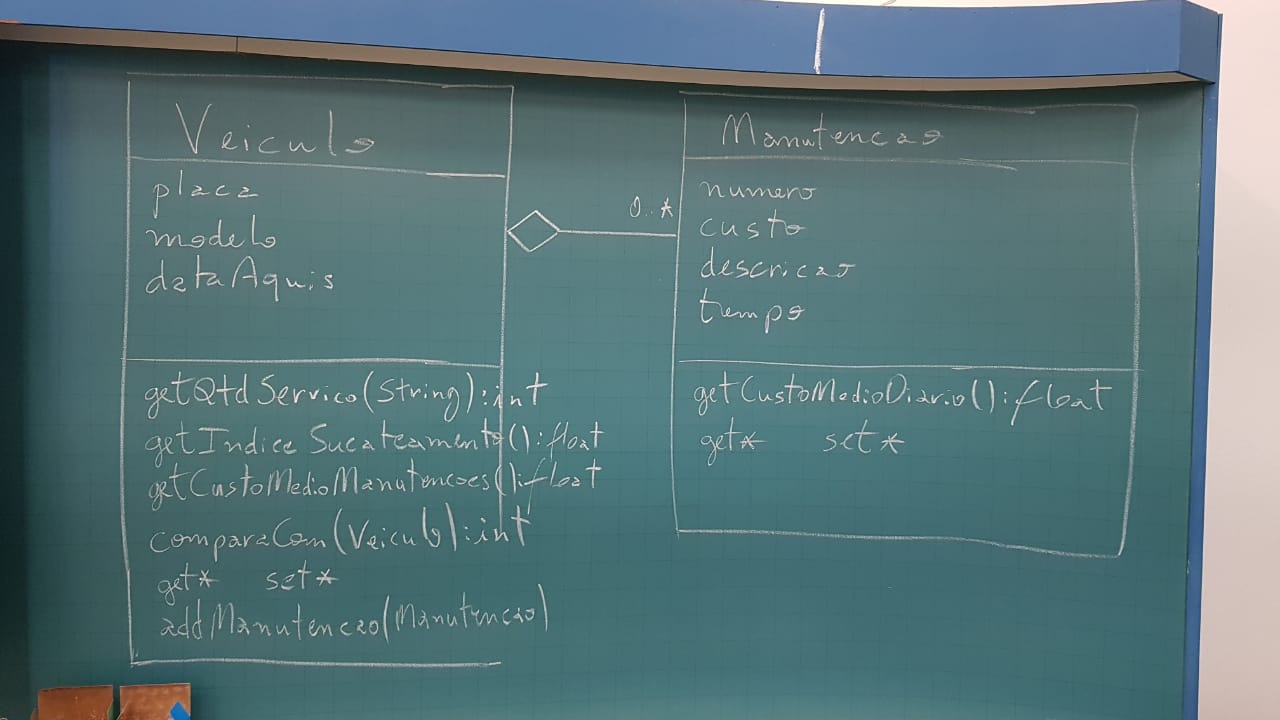 Veiculo
placa
modelo
dataAquis
getQtdServico(String):int
getIndiceSucateamento():float
getCustoMedioManutencoes():float
comparaCom(Veiculo):int
get* set*
addManutencao(Manutencao)
0..*
Manutencao
numero
custo
descricao
tempo
getCustoMedioDiario():float
get* set*